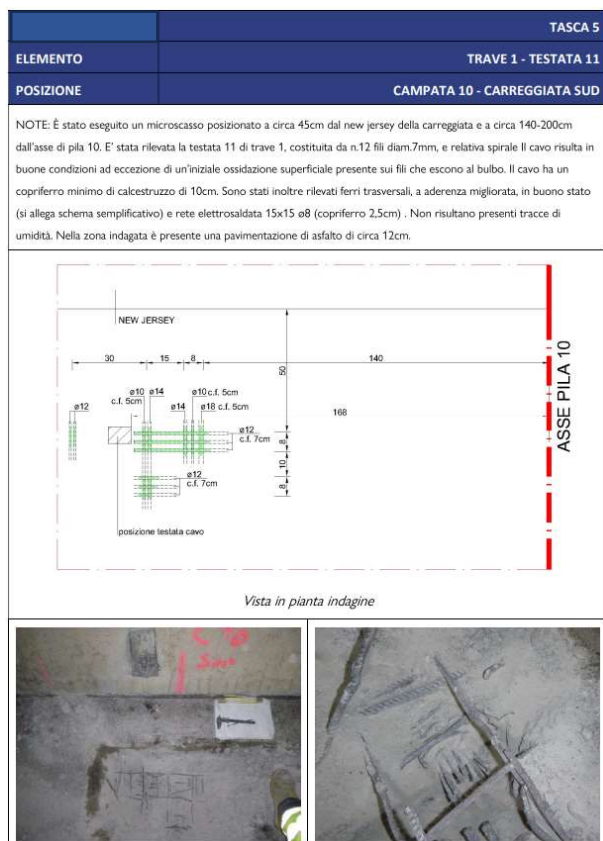 TASCA 5
ELEMENTO TRAVE 1 - TESTATA 11
POSIZIONE CAMPATA 10 - CARREGGIATA SUD
NOTE: È stato eseguito un microscasso posizionato a circa 45cm dal new jersey della carreggiata e a circa 140-200cm
dall'asse di pila 10. E' stata rilevata la testata 11 di trave 1, costituita da n.12 fili diam.7mm, e relativa spirale Il cavo risulta in
buone condizioni ad eccezione di un'iniziale ossidazione superficiale presente sui fili che escono al bulbo. Il cavo ha un
copriferro minimo di calcestruzzo di 10cm. Sono stati inoltre rilevati ferri trasversali, a aderenza migliorata, in buono stato
(si allega schema semplificativo) e rete elettrosaldata 15x15 ø8 (copriferro 2,5cm) . Non risultano presenti tracce di
umidità. Nella zona indagata è presente una pavimentazione di asfalto di circa 12cm.
NEW JERSEY
30 15 8 140
50
ø10 ø14 ø10 c.f. 5cm
c.f. 5cm
ø12 ø14 ø18 c.f. 5cm
168
ø12
c.f. 7cm
8
10
ø12
c.f. 7cm
8
posizione testata cavo
ASSE PILA 10
Vista in pianta indagine